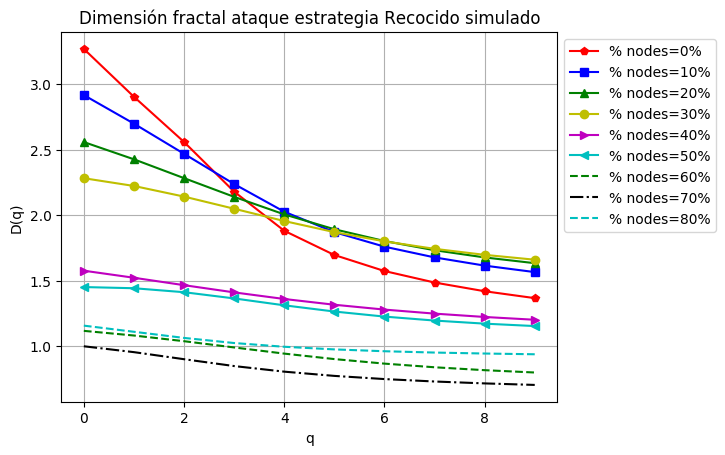 Dimensión fractal ataque estrategia Recocido simulado
D(q)
3.0
2.5
2.0
1.5
1.0
0 2 4 6 8
q
% nodes=0%
% nodes=10%
% nodes=20%
% nodes=30%
% nodes=40%
% nodes=50%
% nodes=60%
% nodes=70%
% nodes=80%